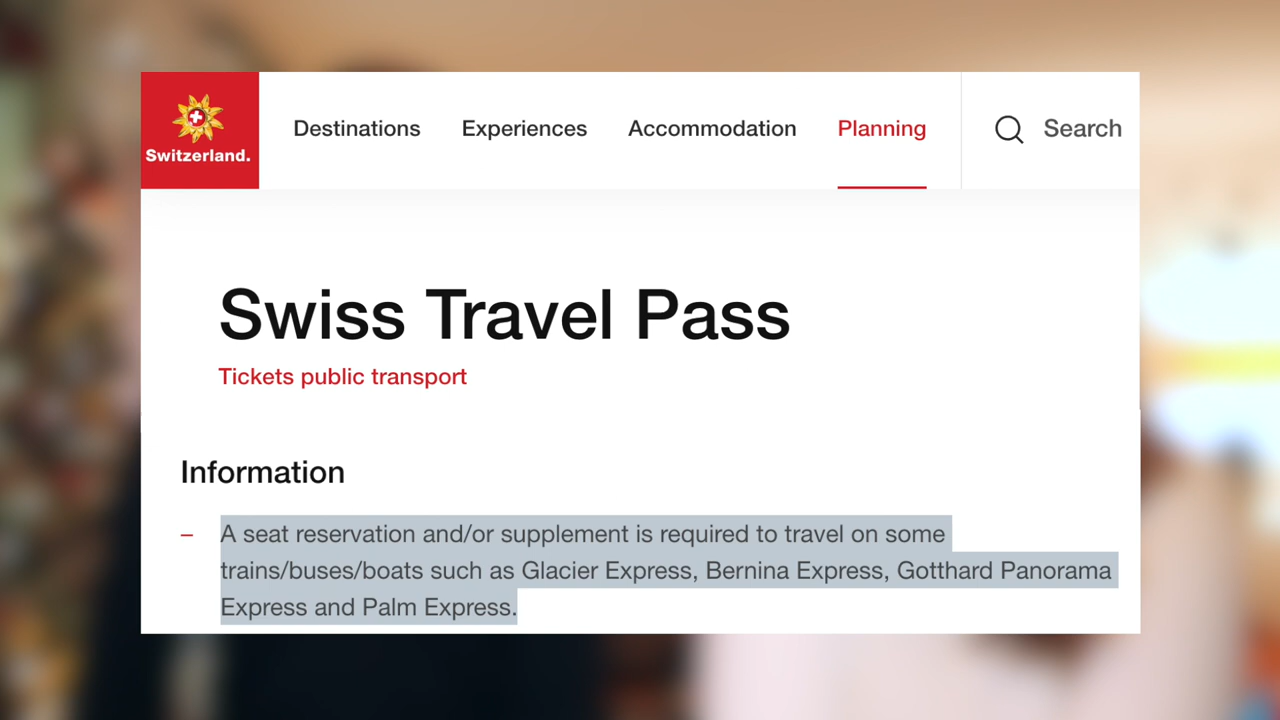 Switzerland.
Destinations
Experiences
Accommodation
Planning
Search
Swiss Travel Pass
Tickets public transport
Information
– A seat reservation and/or supplement is required to travel on some
trains/buses/boats such as Glacier Express, Bernina Express, Gotthard Panorama
Express and Palm Express.